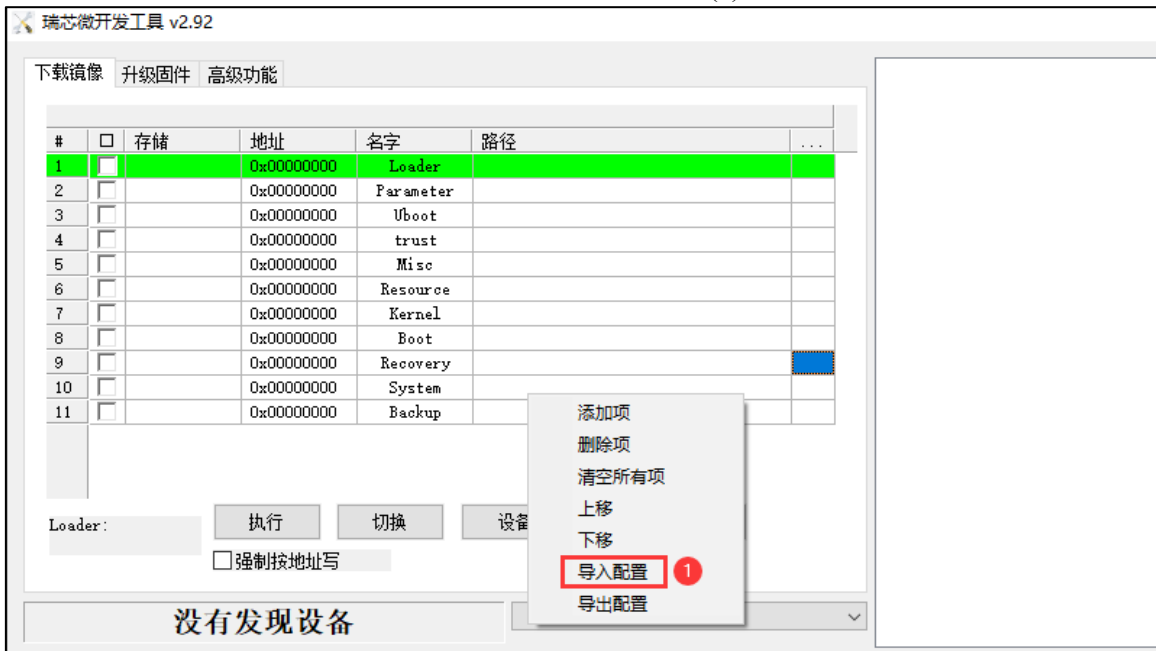 瑞芯微开发工具 v2.92
下载镜像 升级固件 高级功能
# 存储 地址 名字 路径 ...
1 0x00000000 Loader
2 0x00000000 Parameter
3 0x00000000 Uboot
4 0x00000000 trust
5 0x00000000 Misc
6 0x00000000 Resource
7 0x00000000 Kernel
8 0x00000000 Boot
9 0x00000000 Recovery
10 0x00000000 System
11 0x00000000 Backup
添加项
删除项
清空所有项
上移
下移
导入配置 1
导出配置
Loader: 执行 切换 设备
强制按地址写
没有发现设备